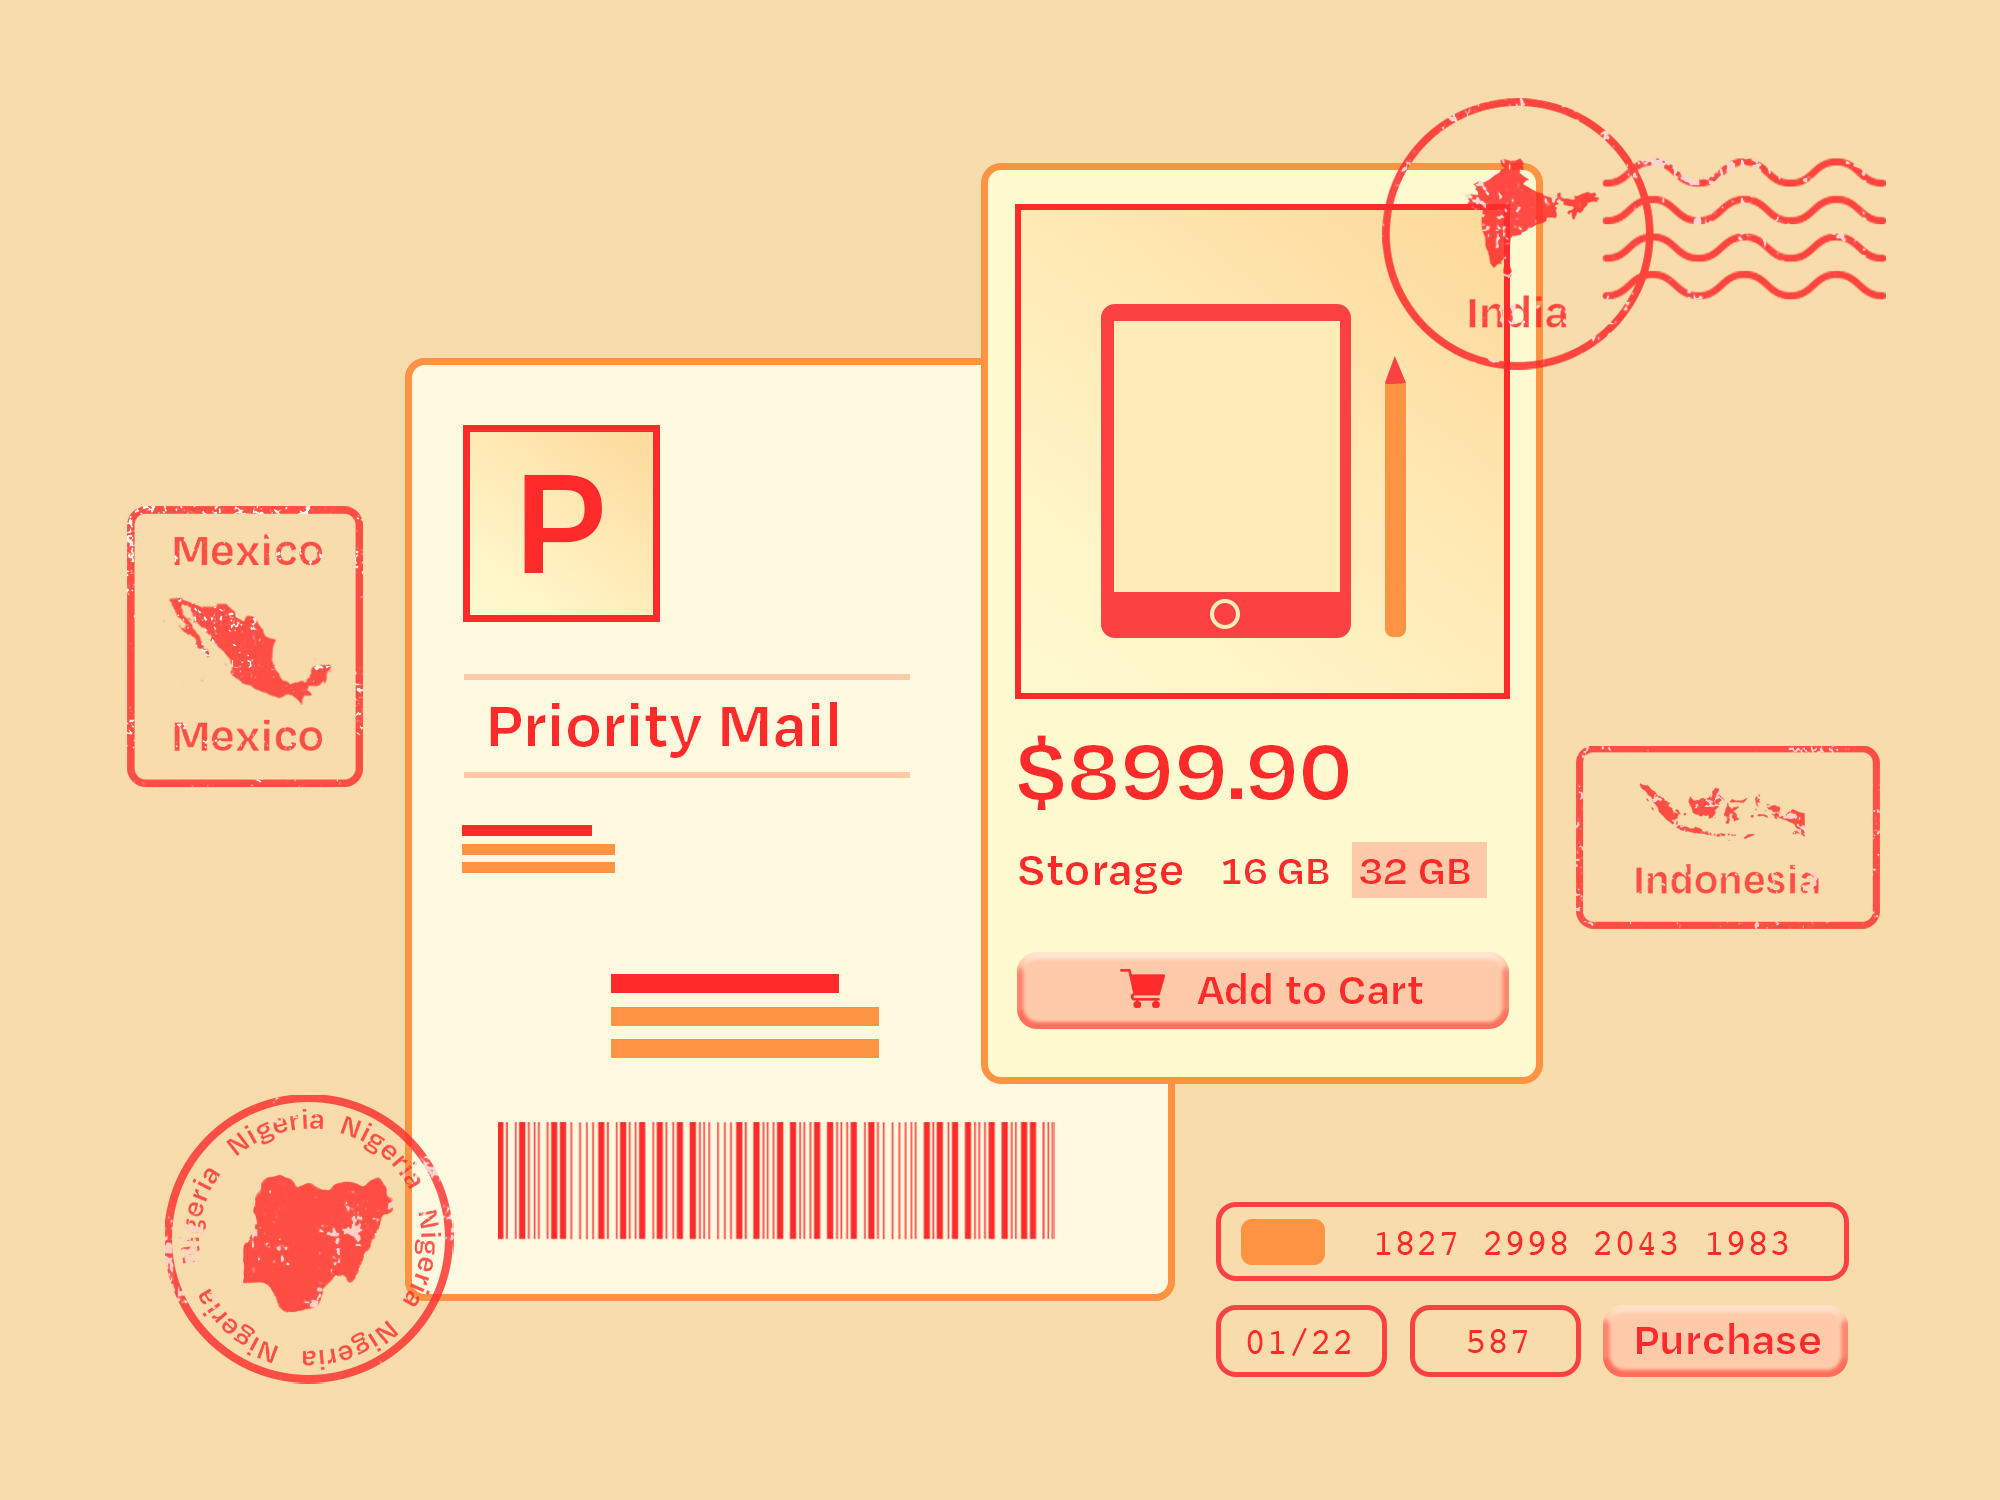 India
Mexico
Mexico
P
Priority Mail
$899.90
Storage 16 GB 32 GB
Add to Cart
Indonesia
Nigeria Nigeria Nigeria Nigeria Nigeria Nigeria Nigeria
1827 2998 2043 1983
01/22 587 Purchase